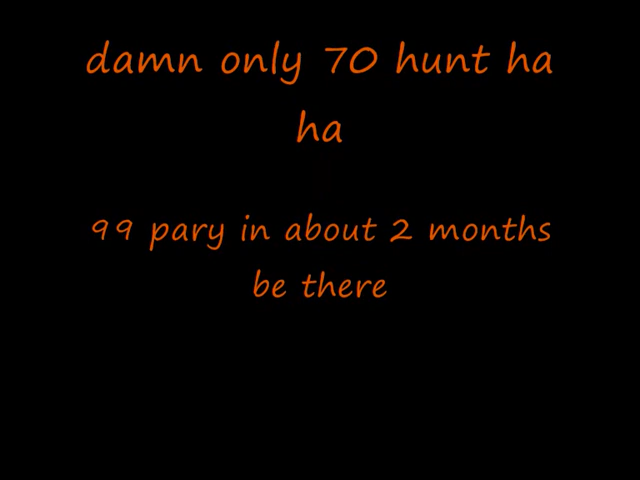 damn only 70 hunt ha
ha
99 pary in about 2 months
be there